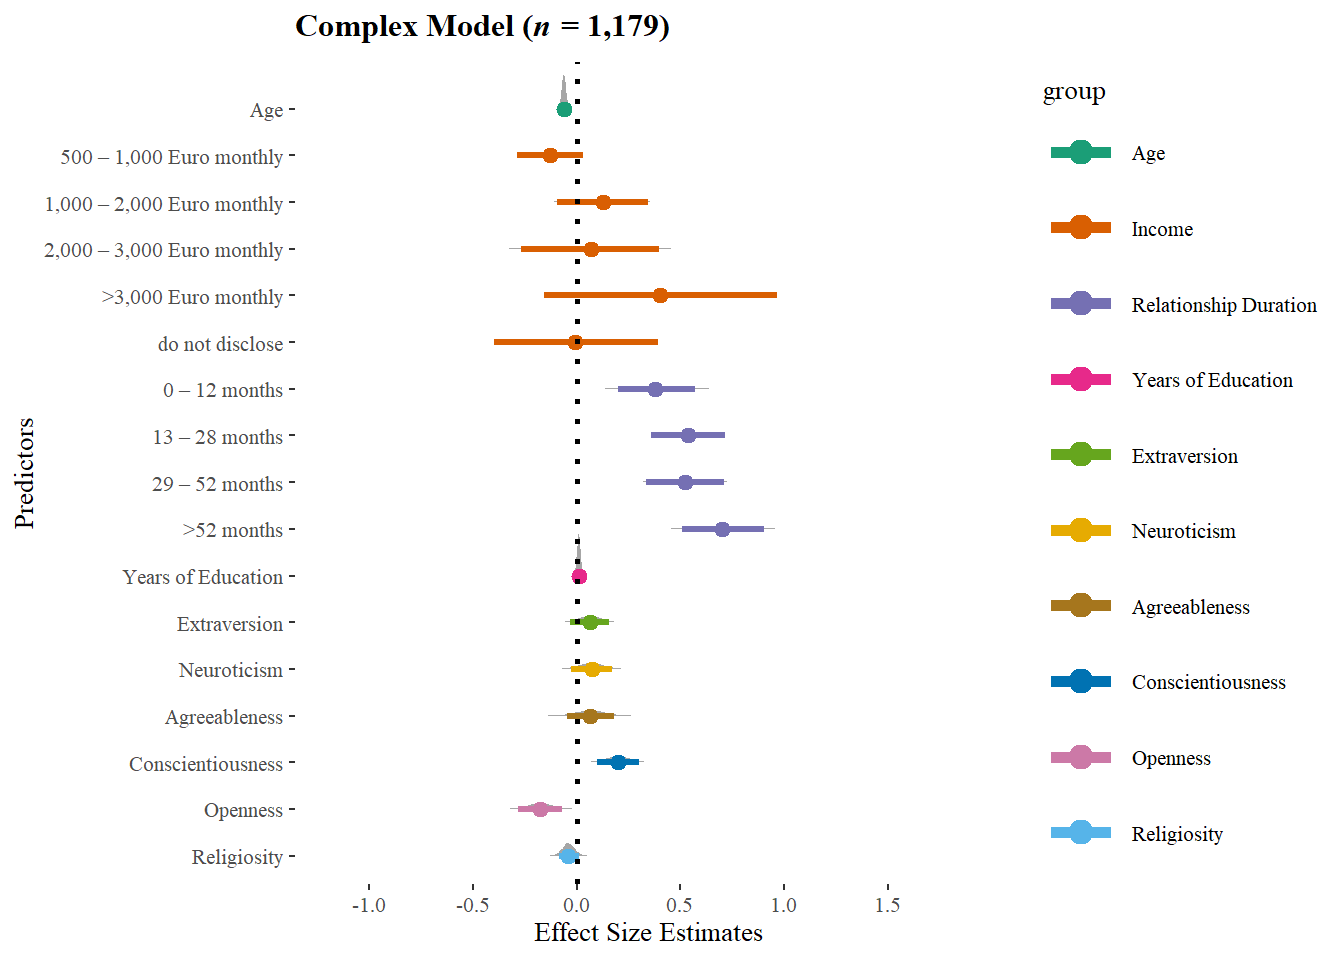 Complex Model (n = 1,179)
Predictors
Age
500 – 1,000 Euro monthly
1,000 – 2,000 Euro monthly
2,000 – 3,000 Euro monthly
>3,000 Euro monthly
do not disclose
0 – 12 months
13 – 28 months
29 – 52 months
>52 months
Years of Education
Extraversion
Neuroticism
Agreeableness
Conscientiousness
Openness
Religiosity
-1.0 -0.5 0.0 0.5 1.0 1.5
Effect Size Estimates
group
Age
Income
Relationship Duration
Years of Education
Extraversion
Neuroticism
Agreeableness
Conscientiousness
Openness
Religiosity